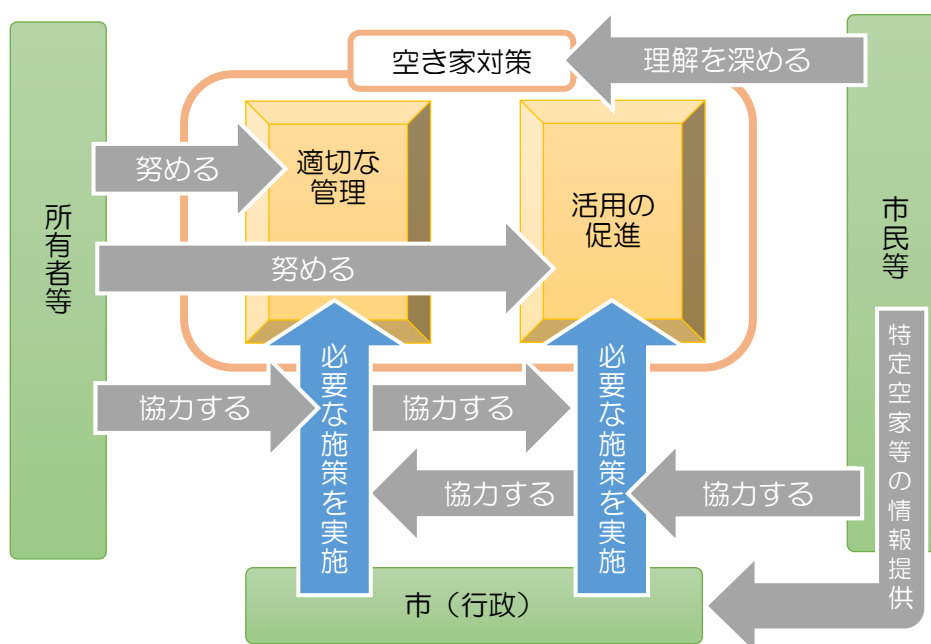 空き家対策
理解を深める
努める
適切な
管理
活用の
促進
努める
所有者等
市民等
協力する
協力する
協力する
協力する
必要な施策を実施
必要な施策を実施
特定空家等の情報提供
市（行政）